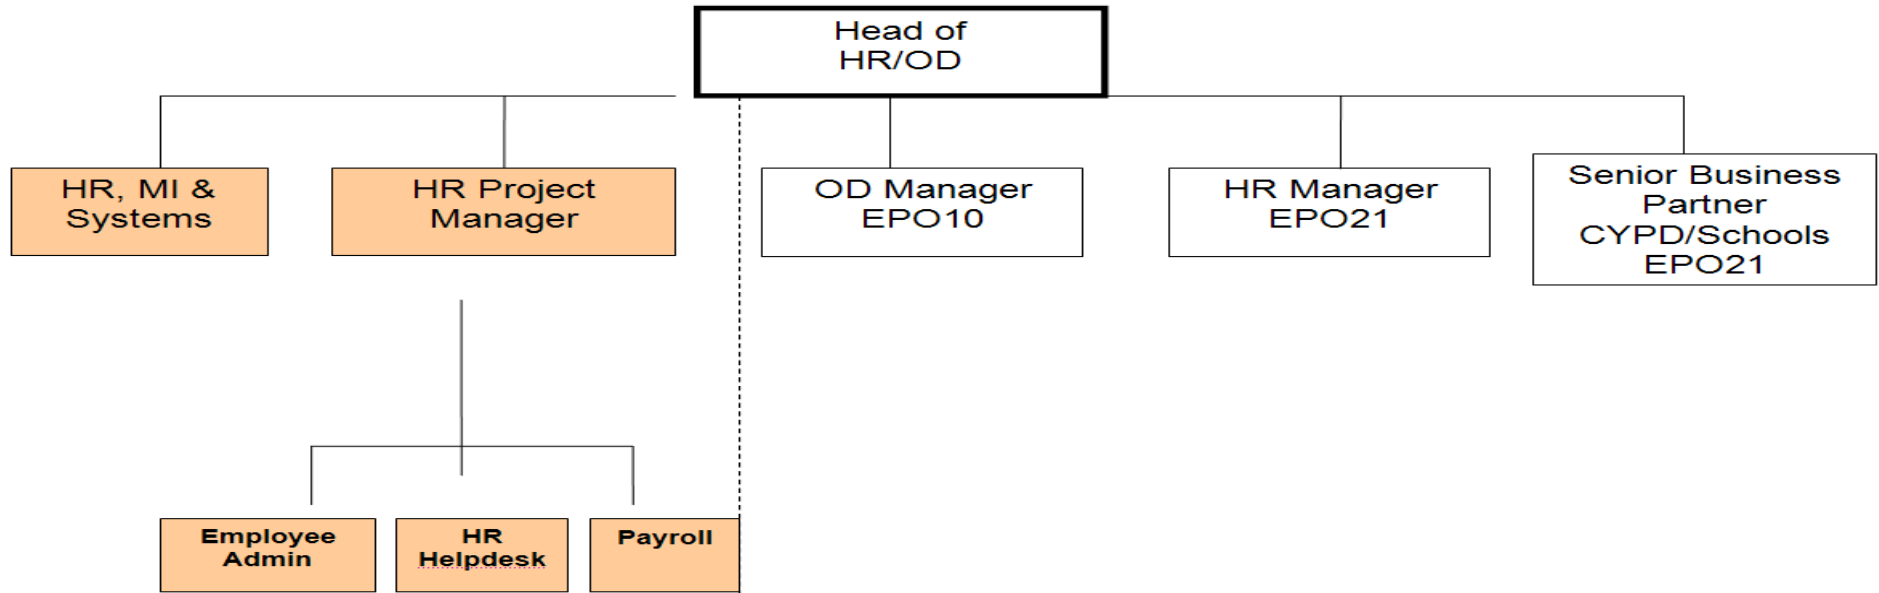 Head of
HR/OD
HR, MI &
Systems
HR Project
Manager
OD Manager
EPO10
HR Manager
EPO21
Senior Business
Partner
CYPD/Schools
EPO21
Employee
Admin
HR
Helpdesk
Payroll